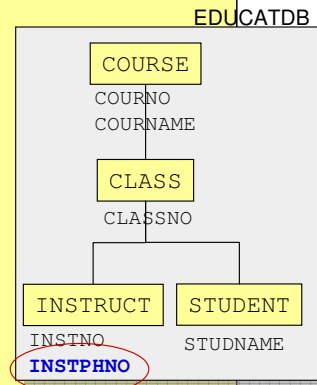 EDUCATDB
COURSE
COURNO
COURNAME
CLASS
CLASSNO
INSTRUCT
STUDENT
INSTNO
STUDNAME
INSTPHNO